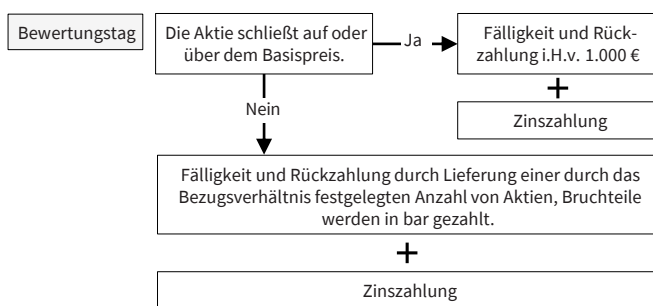 Bewertungstag
Die Aktie schließt auf oder
über dem Basispreis.
Ja
Fälligkeit und Rück-
zahlung i.H.v. 1.000 €
+
Zinszahlung
Nein
Fälligkeit und Rückzahlung durch Lieferung einer durch das
Bezugsverhältnis festgelegten Anzahl von Aktien, Bruchteile
werden in bar gezahlt.
+
Zinszahlung